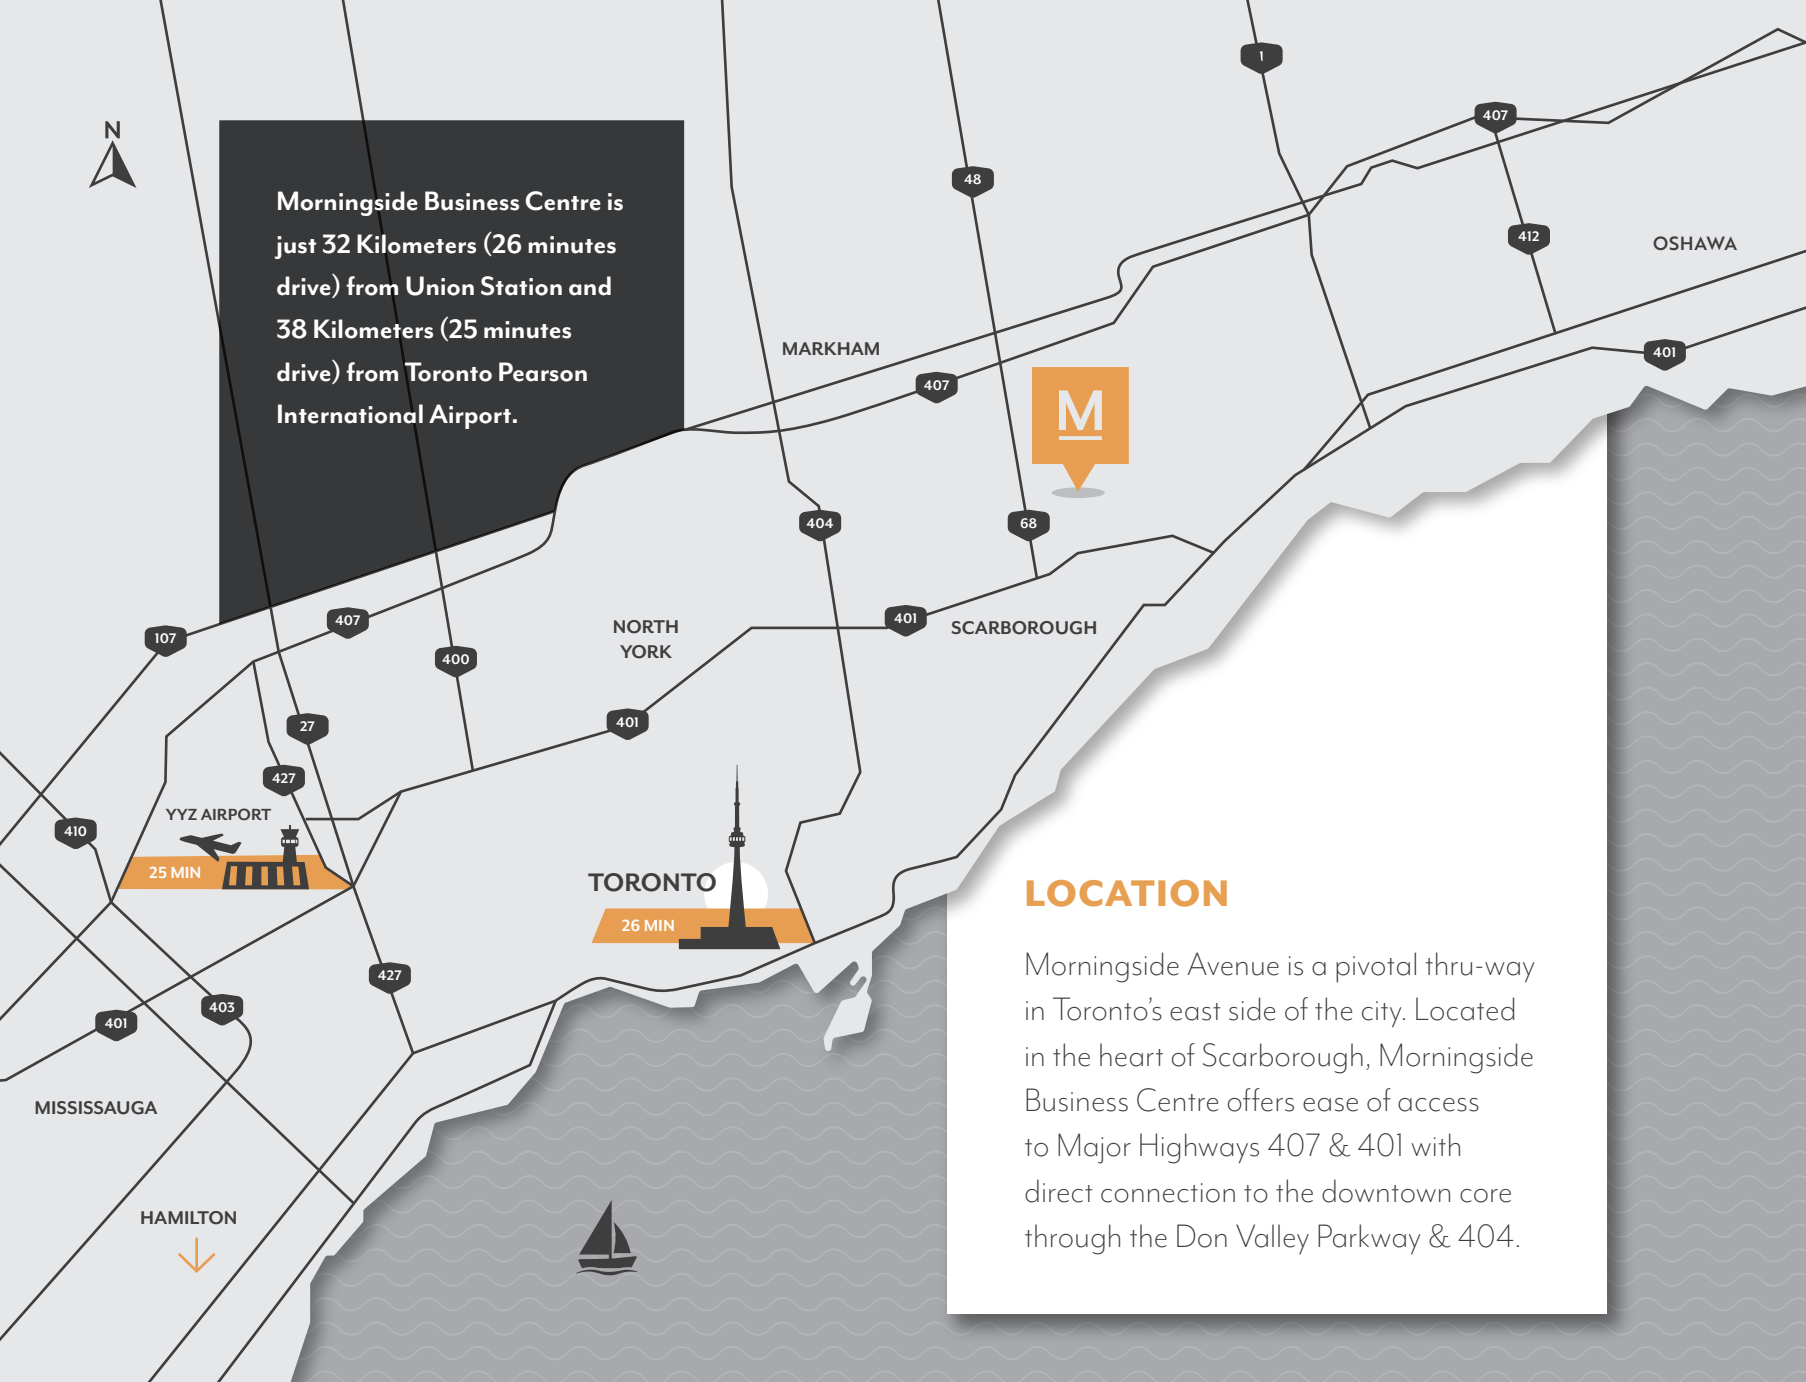 N
1
407
48
412
OSHAWA
Morningside Business Centre is
just 32 Kilometers (26 minutes
drive) from Union Station and
38 Kilometers (25 minutes
drive) from Toronto Pearson
International Airport.
MARKHAM
407
401
M
404
68
107
407
400
NORTH
YORK
401
SCARBOROUGH
401
27
427
YYZ AIRPORT
410
25 MIN
TORONTO
26 MIN
427
403
401
MISSISSAUGA
HAMILTON
LOCATION
Morningside Avenue is a pivotal thru-way
in Toronto’s east side of the city. Located
in the heart of Scarborough, Morningside
Business Centre offers ease of access
to Major Highways 407 & 401 with
direct connection to the downtown core
through the Don Valley Parkway & 404.